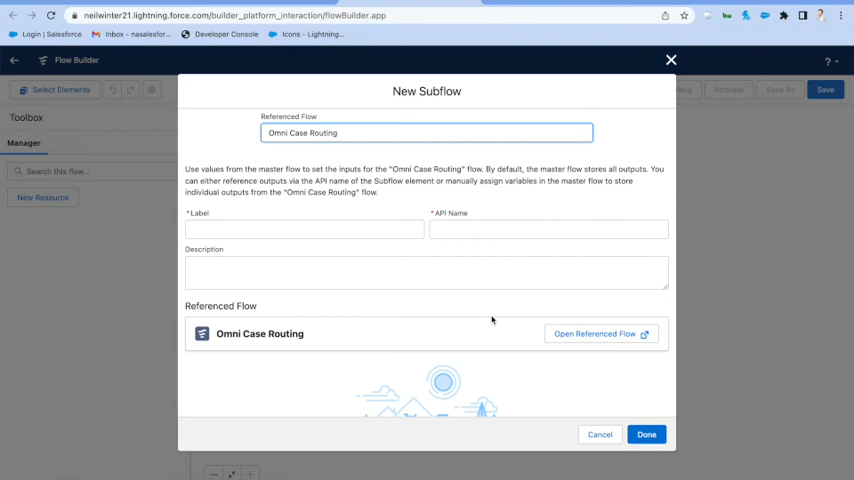 neilwinter21.lightning.force.com/builder_platform_interaction/flowBuilder.app
Login | Salesforce
Inbox - nasalesfor...
Developer Console
Icons - Lightning...
Flow Builder
?
Select Elements
Activate
Save As
Save
Toolbox
Manager
Search this flow...
New Resource
New Subflow
Referenced Flow
Omni Case Routing
Use values from the master flow to set the inputs for the "Omni Case Routing" flow. By default, the master flow stores all outputs. You
can either reference outputs via the API name of the Subflow element or manually assign variables in the master flow to store
individual outputs from the "Omni Case Routing" flow.
* Label
* API Name
Description
Referenced Flow
Omni Case Routing
Open Referenced Flow
Cancel
Done